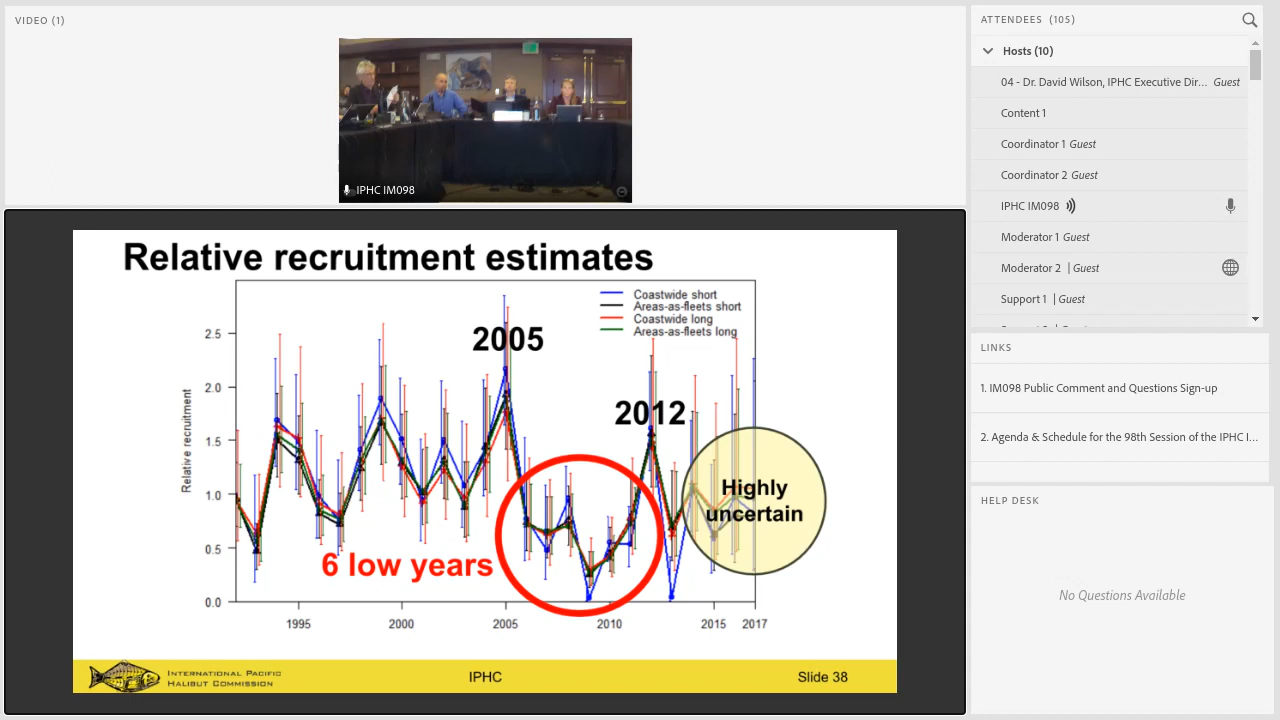 VIDEO (1)
IPHC IM098
Relative recruitment estimates
Coastwide short
Areas-as-fleets short
Coastwide long
Areas-as-fleets long
2005
2012
Highly
uncertain
6 low years
Relative recruitment
2.5
2.0
1.5
1.0
0.5
0.0
1995
2000
2005
2010
2015
2017
INTERNATIONAL PACIFIC
HALIBUT COMMISSION
IPHC
Slide 38
ATTENDEES (105)
Hosts (10)
04 - Dr. David Wilson, IPHC Executive Dir... Guest
Content 1
Coordinator 1 Guest
Coordinator 2 Guest
IPHC IM098
Moderator 1 Guest
Moderator 2 | Guest
Support 1 | Guest
LINKS
1. IM098 Public Comment and Questions Sign-up
2. Agenda & Schedule for the 98th Session of the IPHC I...
HELP DESK
No Questions Available